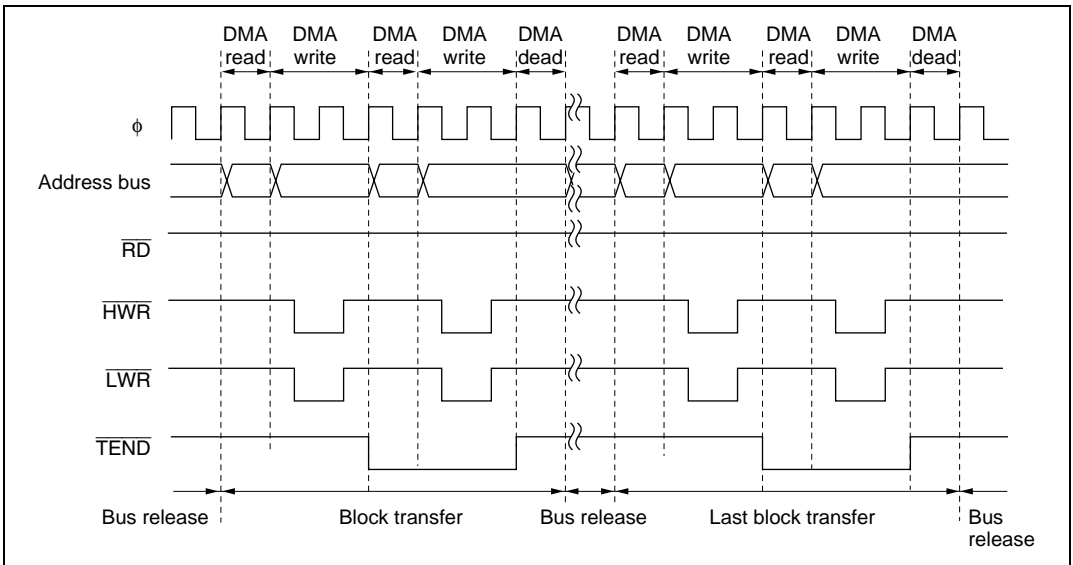 DMA read
DMA write
DMA read
DMA write
DMA dead
DMA read
DMA write
DMA read
DMA write
DMA dead
φ
Address bus
RD
HWR
LWR
TEND
Bus release
Block transfer
Bus release
Last block transfer
Bus release